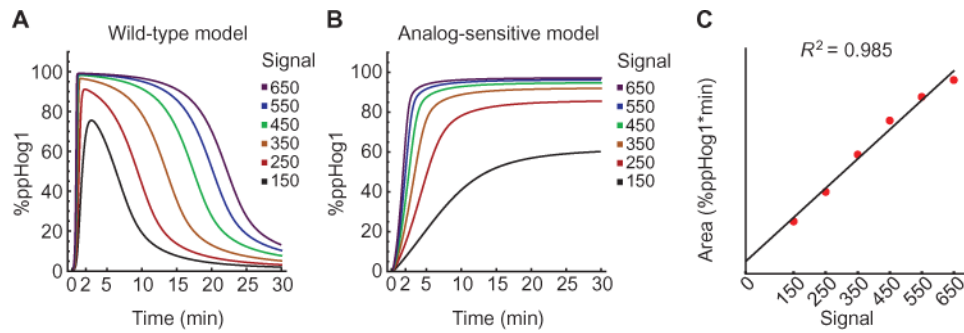 A
Wild-type model
%ppHog1
100
80
60
40
20
0
0 2 5 10 15 20 25 30
Time (min)
Signal
650
550
450
350
250
150
B
Analog-sensitive model
%ppHog1
100
80
60
40
20
0
0 2 5 10 15 20 25 30
Time (min)
Signal
650
550
450
350
250
150
C
R² = 0.985
Area (%ppHog1*min)
0 150 250 350 450 550 650
Signal